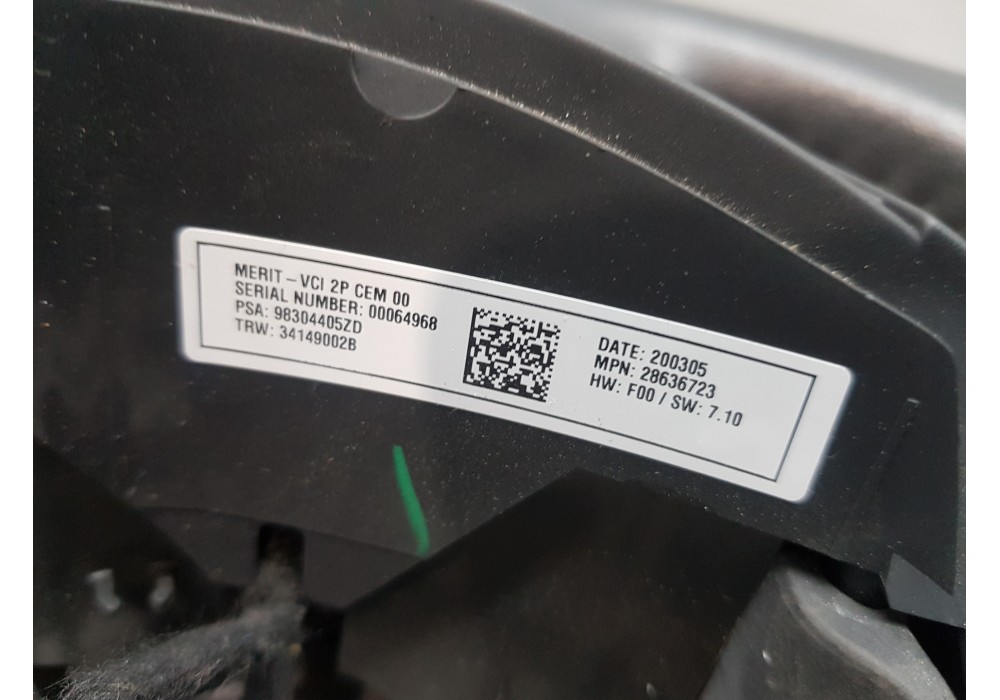 MERIT – VCI 2P CEM 00
SERIAL NUMBER: 00064968
PSA: 98304405ZD
TRW: 34149002B
DATE: 200305
MPN: 28636723
HW: F00 / SW: 7.10